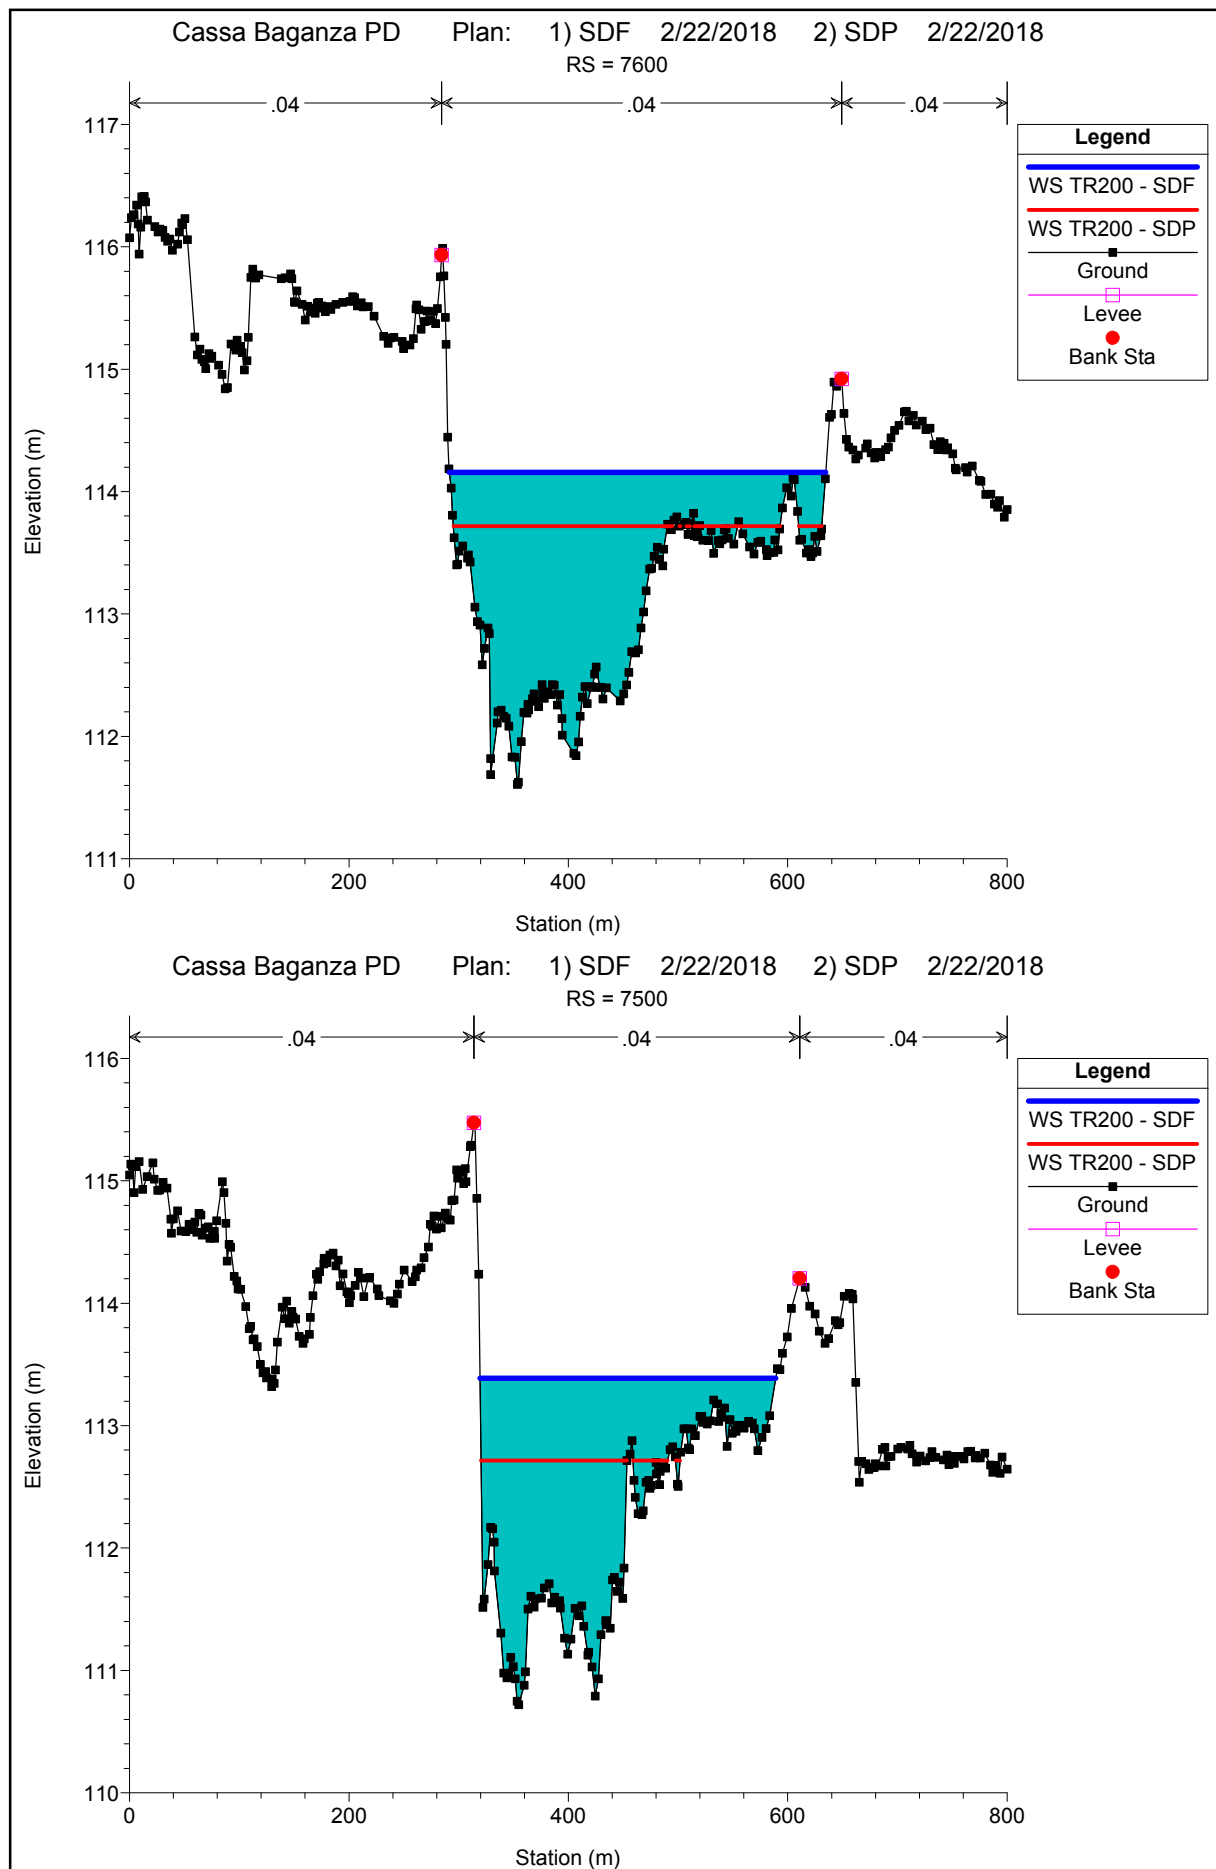 Cassa Baganza PD Plan: 1) SDF 2/22/2018 2) SDP 2/22/2018
RS = 7600
.04 .04 .04
117
116
115
114
113
112
111
0 200 400 600 800
Elevation (m)
Station (m)
Legend
WS TR200 - SDF
WS TR200 - SDP
Ground
Levee
Bank Sta
Cassa Baganza PD Plan: 1) SDF 2/22/2018 2) SDP 2/22/2018
RS = 7500
.04 .04 .04
116
115
114
113
112
111
110
0 200 400 600 800
Elevation (m)
Station (m)
Legend
WS TR200 - SDF
WS TR200 - SDP
Ground
Levee
Bank Sta